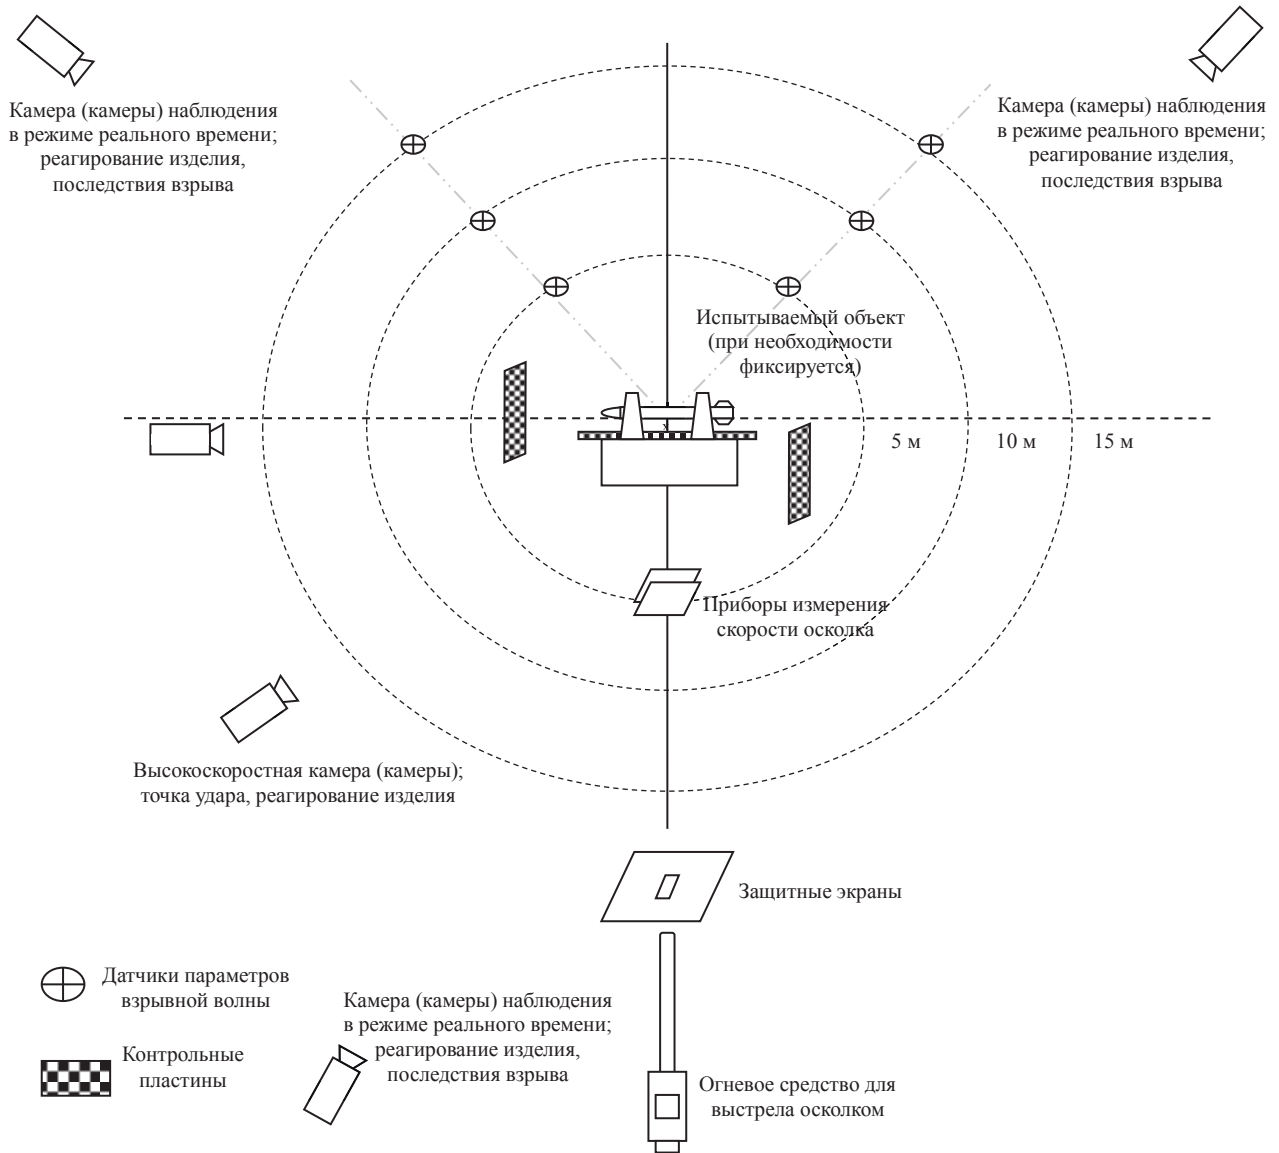 Камера (камеры) наблюдения
в режиме реального времени;
реагирование изделия,
последствия взрыва
Камера (камеры) наблюдения
в режиме реального времени;
реагирование изделия,
последствия взрыва
Испытываемый объект
(при необходимости
фиксируется)
x
5 м
10 м
15 м
Приборы измерения
скорости осколка
Высокоскоростная камера (камеры);
точка удара, реагирование изделия
Защитные экраны
Датчики параметров
взрывной волны
Контрольные
пластины
Камера (камеры) наблюдения
в режиме реального времени;
реагирование изделия,
последствия взрыва
Огневое средство для
выстрела осколком